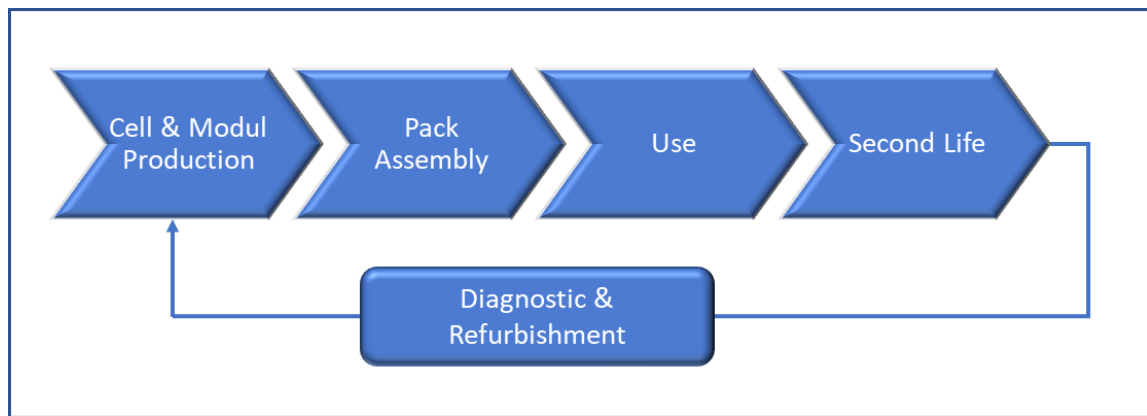 Cell & Modul
Production
Pack
Assembly
Use
Second Life
Diagnostic &
Refurbishment